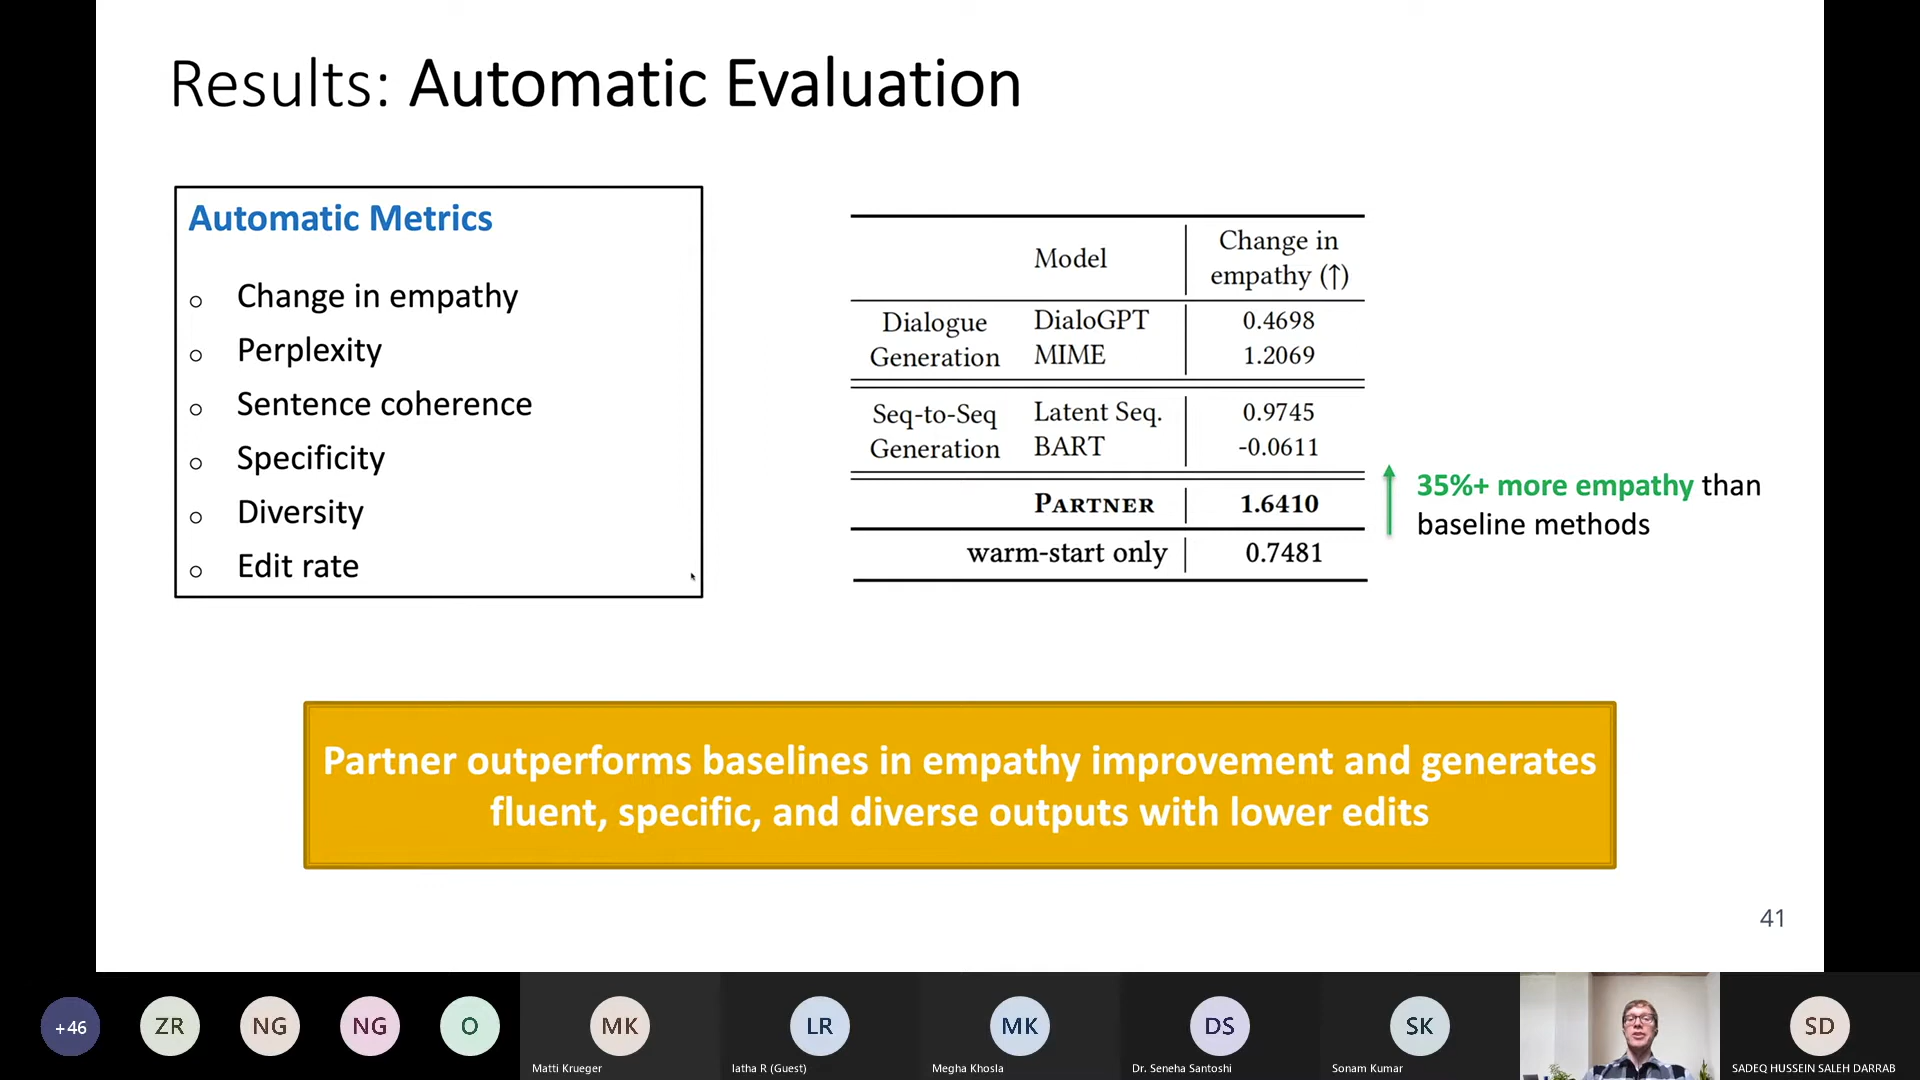 Results: Automatic Evaluation
Automatic Metrics
Change in empathy
Perplexity
Sentence coherence
Specificity
Diversity
Edit rate
Model
Change in
empathy (↑)
Dialogue
Generation
DialoGPT 0.4698
MIME 1.2069
Seq-to-Seq
Generation
Latent Seq. 0.9745
BART -0.0611
PARTNER 1.6410
warm-start only 0.7481
35%+ more empathy than
baseline methods
Partner outperforms baselines in empathy improvement and generates
fluent, specific, and diverse outputs with lower edits
41
+46
ZR
NG
NG
O
MK
Matti Krueger
LR
latha R (Guest)
MK
Megha Khosla
DS
Dr. Seneha Santoshi
SK
Sonam Kumar
SD
SADEQ HUSSEIN SALEH DARRAB